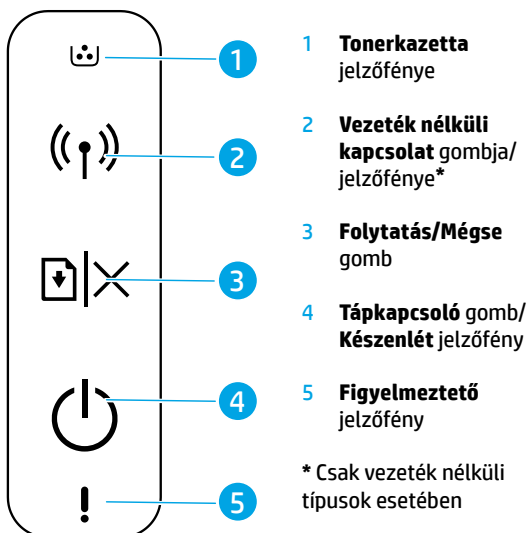 1 Tonerkazetta
jelzőfénye
2 Vezeték nélküli
kapcsolat gombja/
jelzőfénye*
3 Folytatás/Mégse
gomb
4 Tápkapcsoló gomb/
Készenlét jelzőfény
5 Figyelmeztető
jelzőfény
* Csak vezeték nélküli
típusok esetében
1
2
3
4
5